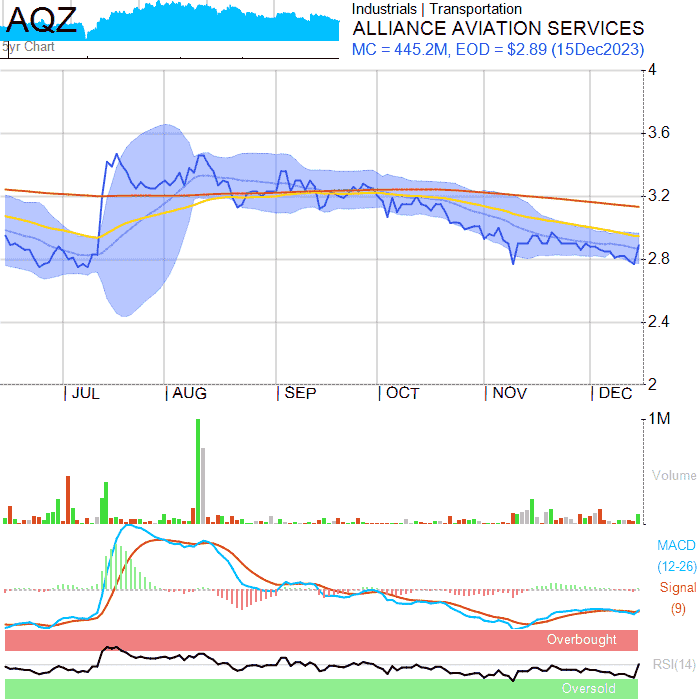 AQZ
5yr Chart
Industrials | Transportation
ALLIANCE AVIATION SERVICES
MC = 445.2M, EOD = $2.89 (15Dec2023)
4
3.6
3.2
2.8
2.4
2
| JUL | AUG | SEP | OCT | NOV | DEC
1M
Volume
MACD
(12-26)
Signal
(9)
Overbought
RSI(14)
Oversold